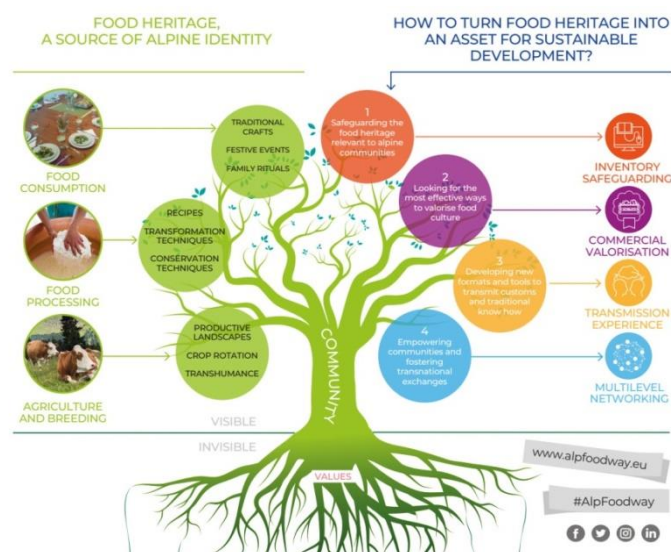 FOOD HERITAGE,
A SOURCE OF ALPINE IDENTITY
HOW TO TURN FOOD HERITAGE INTO
AN ASSET FOR SUSTAINABLE
DEVELOPMENT?
FOOD
CONSUMPTION
TRADITIONAL
CRAFTS
FESTIVE EVENTS
FAMILY RITUALS
FOOD
PROCESSING
RECIPES
TRANSFORMATION
TECHNIQUES
CONSERVATION
TECHNIQUES
AGRICULTURE
AND BREEDING
PRODUCTIVE
LANDSCAPES
CROP ROTATION
TRANSHUMANCE
1
Safeguarding the
food heritage
relevant to alpine
communities
INVENTORY
SAFEGUARDING
2
Looking for the
most effective ways
to valorise food
culture
COMMERCIAL
VALORISATION
3
Developing new
formats and tools to
transmit customs
and traditional
know how
TRANSMISSION
EXPERIENCE
4
Empowering
communities and
fostering
transnational
exchanges
MULTILEVEL
NETWORKING
COMMUNITY
VISIBLE
INVISIBLE
VALUES
www.alpfoodway.eu
#AlpFoodway